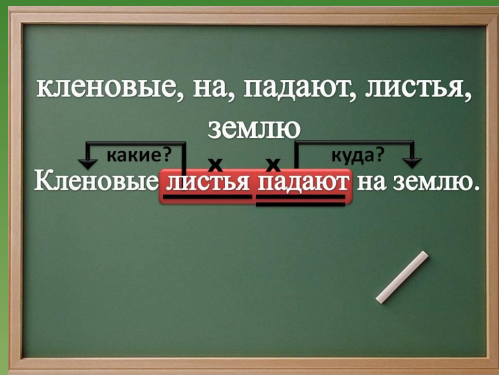 кленовые, на, падают, листья,
землю
какие? х х куда?
Кленовые листья падают на землю.